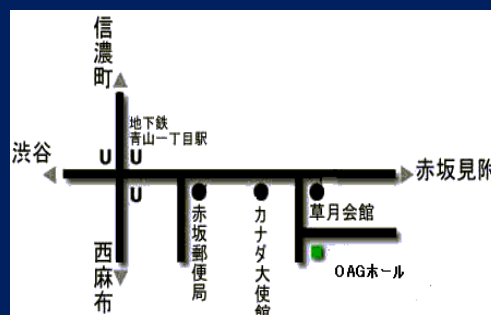 信濃町
地下鉄
青山一丁目駅
渋谷
U U
U
赤坂見附
西麻布
赤坂郵便局
カナダ大使館
草月会館
OAGホール